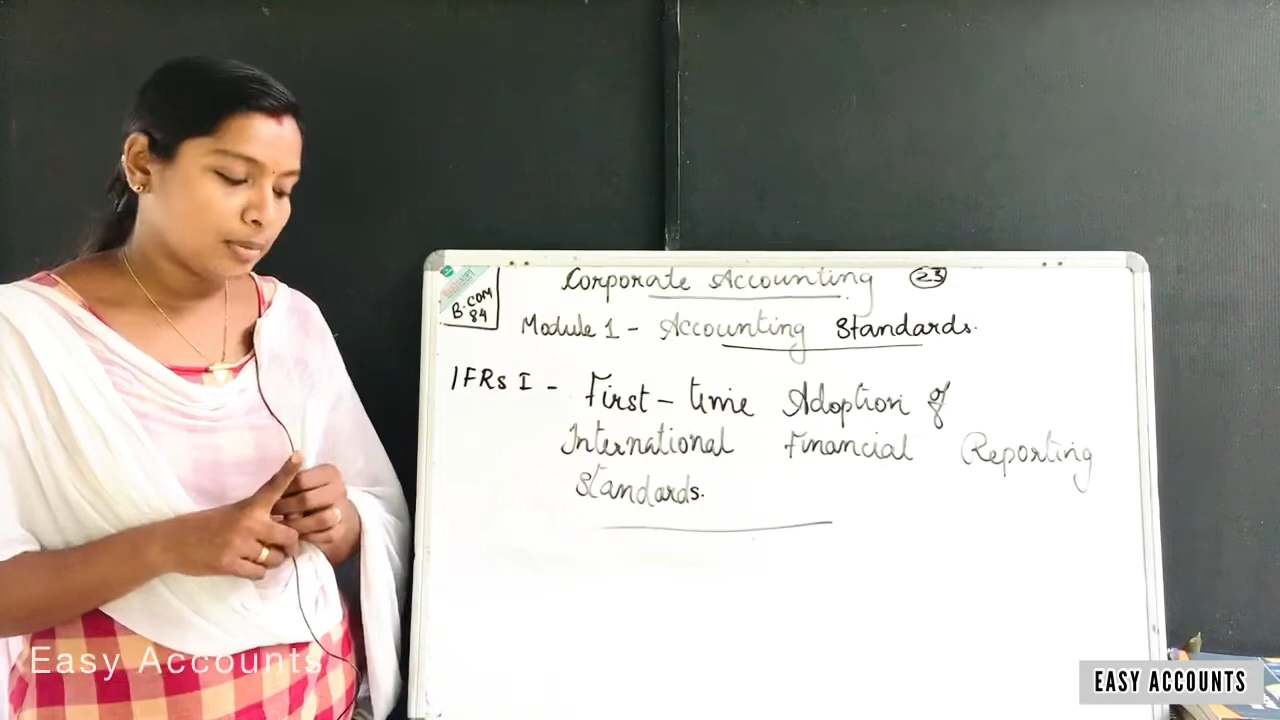 Corporate Accounting 23
B.COM
84
Module 1 - Accounting Standards.
IFRs I - First-time Adoption of
International Financial Reporting
Standards.
Easy Accounts
EASY ACCOUNTS